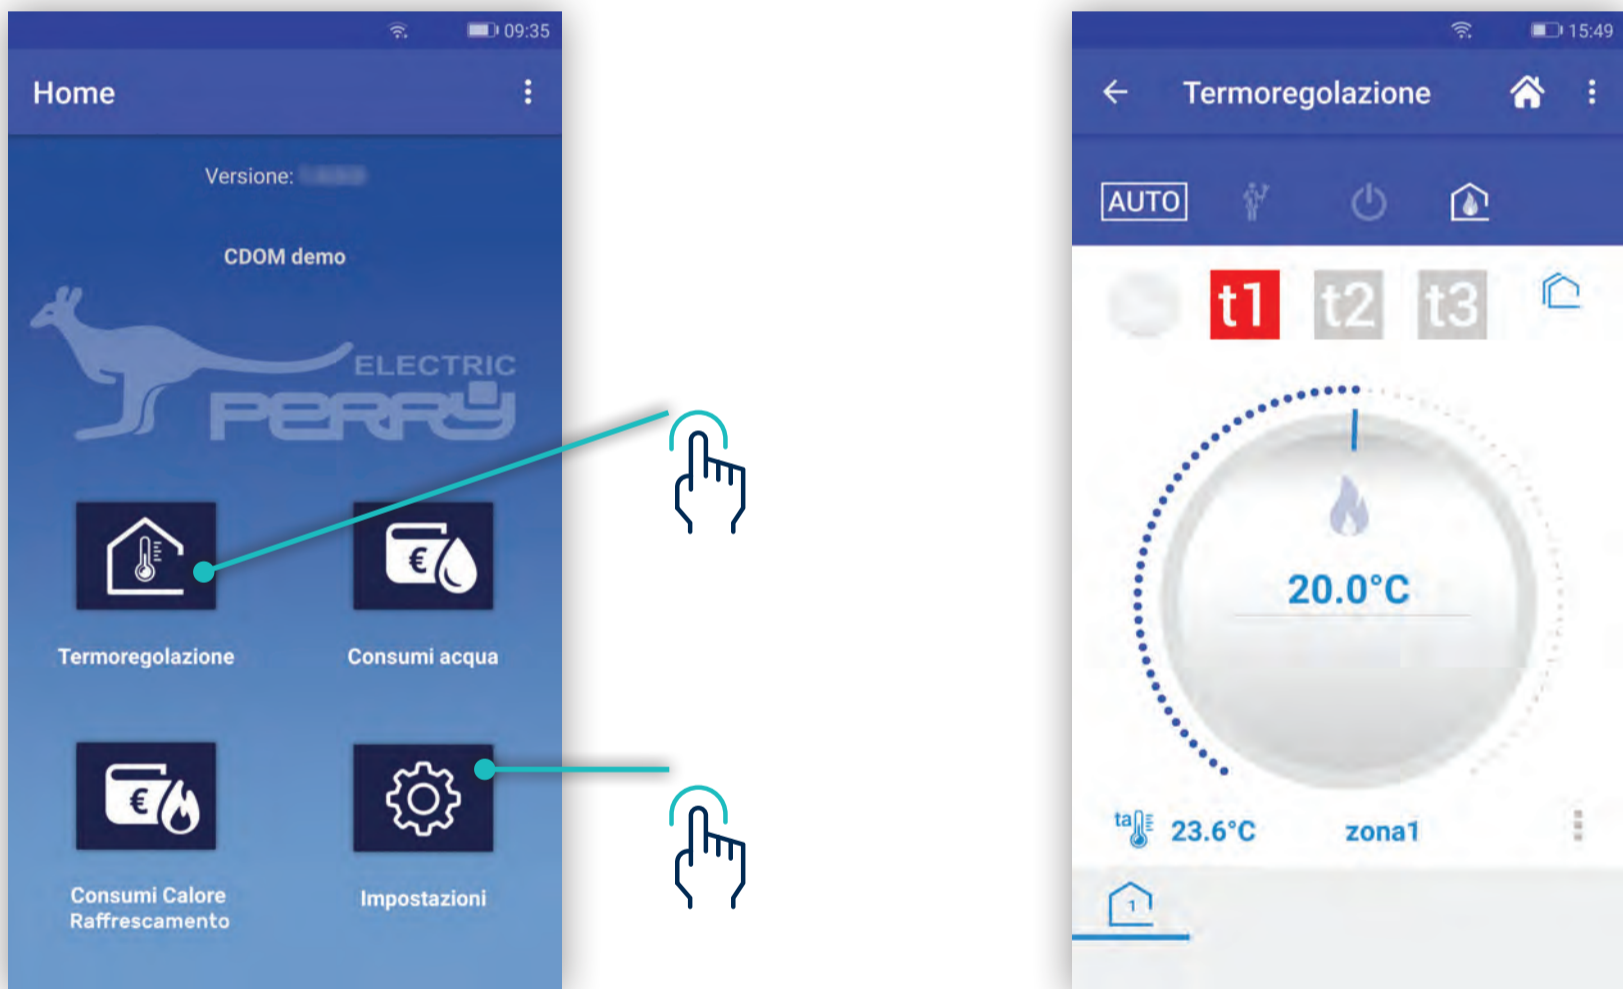 09:35
Home
Versione:
CDOM demo
ELECTRIC
PERRY
€
€
Termoregolazione
Consumi acqua
€
Consumi Calore
Raffrescamento
Impostazioni
15:49
Termoregolazione
AUTO
t1 t2 t3
20.0°C
ta 23.6°C zona1
1